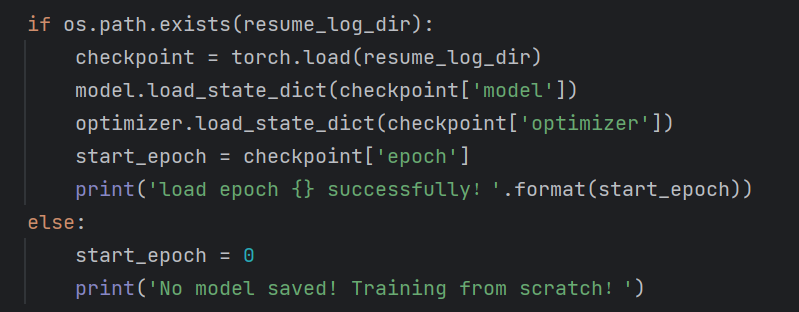 if os.path.exists(resume_log_dir):
    checkpoint = torch.load(resume_log_dir)
    model.load_state_dict(checkpoint['model'])
    optimizer.load_state_dict(checkpoint['optimizer'])
    start_epoch = checkpoint['epoch']
    print('load epoch {} successfully！'.format(start_epoch))
else:
    start_epoch = 0
    print('No model saved! Training from scratch！')